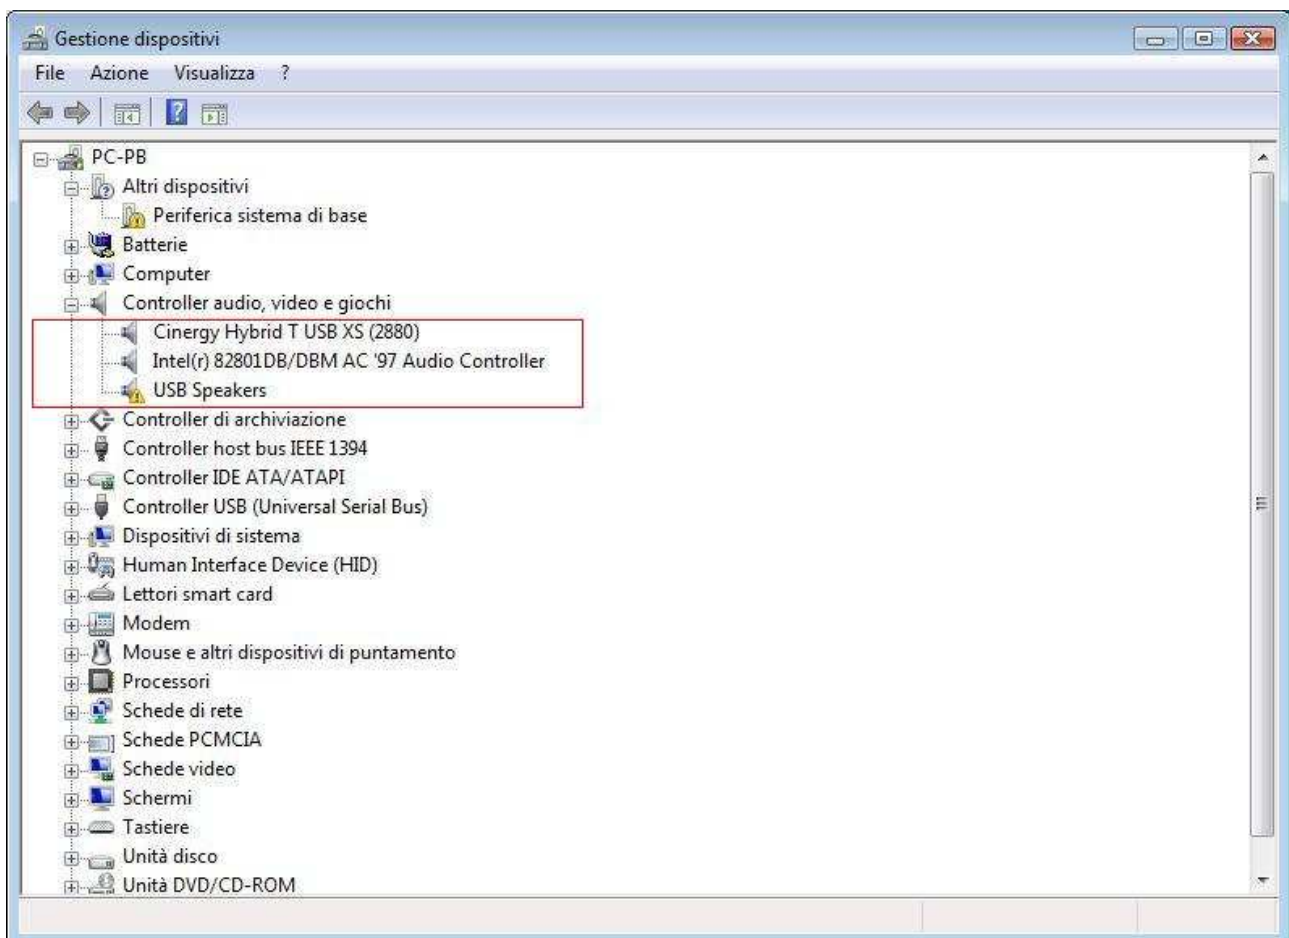 Gestione dispositivi
File Azione Visualizza ?
PC-PB
Altri dispositivi
Periferica sistema di base
Batterie
Computer
Controller audio, video e giochi
Cinergy Hybrid T USB XS (2880)
Intel(r) 82801DB/DBM AC '97 Audio Controller
USB Speakers
Controller di archiviazione
Controller host bus IEEE 1394
Controller IDE ATA/ATAPI
Controller USB (Universal Serial Bus)
Dispositivi di sistema
Human Interface Device (HID)
Lettori smart card
Modem
Mouse e altri dispositivi di puntamento
Processori
Schede di rete
Schede PCMCIA
Schede video
Schermi
Tastiere
Unità disco
Unità DVD/CD-ROM